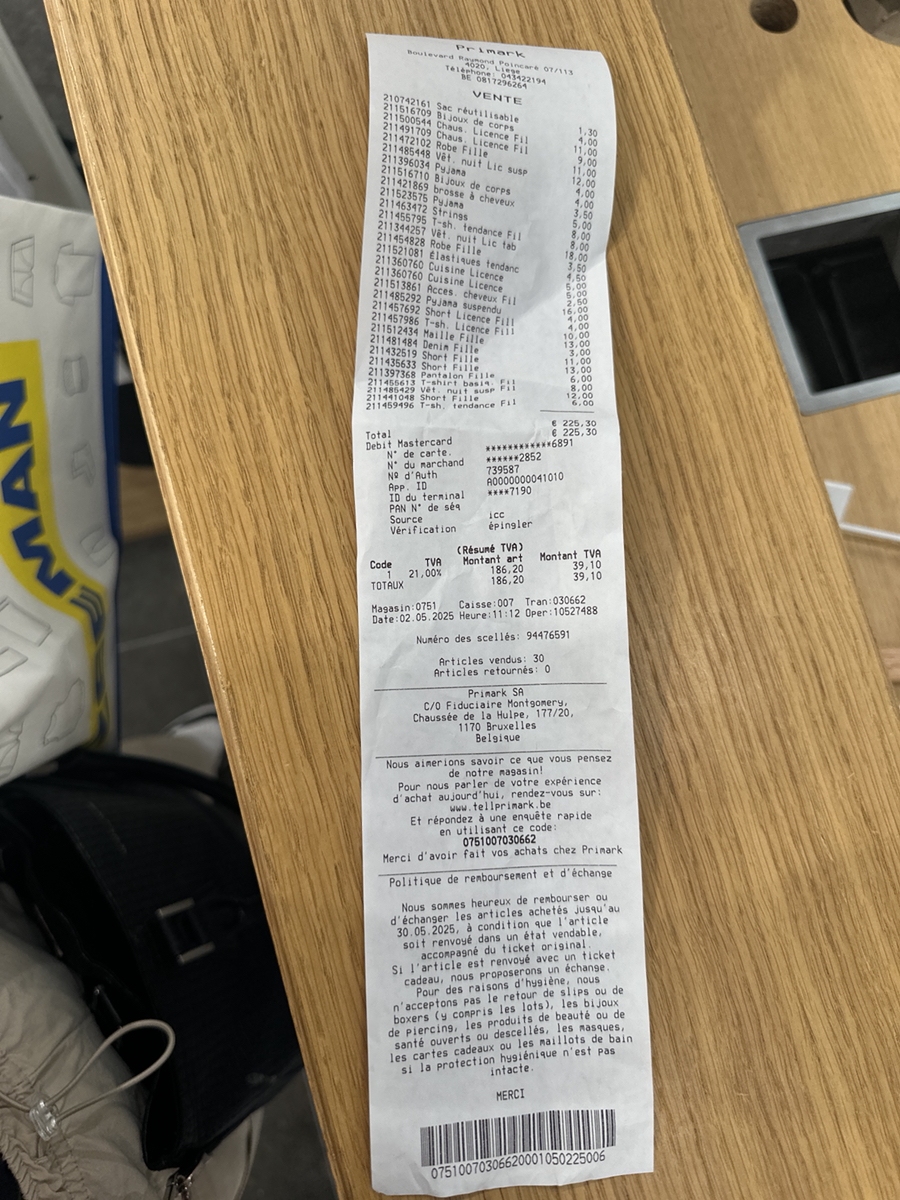 Primark
Boulevard Raymond Poincaré 07/113
4020, Liege
Téléphone: 043422194
BE 0817296264
VENTE
210742161 Sac réutilisable 1,30
211516709 Bijoux de corps 4,00
211500544 Chaus. Licence Fil 11,00
211491709 Chaus. Licence Fil 9,00
211472102 Robe Fille 11,00
211485448 Vêt. nuit Lic susp 12,00
211396034 Pyjama 4,00
211516710 Bijoux de corps 4,00
211421869 brosse à cheveux 3,50
211523575 Pyjama 5,00
211463472 Strings 8,00
211455795 T-sh. tendance Fil 8,00
211344257 Vêt. nuit Lic tab 18,00
211454828 Robe Fille 3,50
211521081 Élastiques tendanc 4,50
211360760 Cuisine Licence 5,00
211360760 Cuisine Licence 5,00
211513861 Acces. cheveux Fil 2,50
211485292 Pyjama suspendu 16,00
211457692 Short Licence Fill 4,00
211457986 T-sh. Licence Fill 4,00
211512434 Maille Fille 10,00
211481484 Denim Fille 13,00
211432519 Short Fille 3,00
211435633 Short Fille 11,00
211397368 Pantalon Fille 13,00
211455613 T-shirt basiq. Fil 6,00
211485429 Vêt. nuit susp Fil 8,00
211441048 Short Fille 12,00
211459496 T-sh. tendance Fil 6,00
Total € 225,30
Debit Mastercard € 225,30
N° de carte. ************6891
N° du marchand ******2852
Nº d'Auth 739587
App. ID A0000000041010
ID du terminal ****7190
PAN N° de séq
Source icc
Vérification épingler
(Résumé TVA)
Code TVA Montant art Montant TVA
1 21,00% 186,20 39,10
TOTAUX 186,20 39,10
Magasin:0751 Caisse:007 Tran:030662
Date:02.05.2025 Heure:11:12 Oper:10527488
Numéro des scellés: 94476591
Articles vendus: 30
Articles retournés: 0
Primark SA
C/O Fiduciaire Montgomery,
Chaussée de la Hulpe, 177/20,
1170 Bruxelles
Belgique
Nous aimerions savoir ce que vous pensez
de notre magasin!
Pour nous parler de votre expérience
d'achat aujourd'hui, rendez-vous sur:
www.tellprimark.be
Et répondez à une enquête rapide
en utilisant ce code:
0751007030662
Merci d'avoir fait vos achats chez Primark
Politique de remboursement et d'échange
Nous sommes heureux de rembourser ou
d'échanger les articles achetés jusqu'au
30.05.2025, à condition que l'article
soit renvoyé dans un état vendable,
accompagné du ticket original.
Si l'article est renvoyé avec un ticket
cadeau, nous proposerons un échange.
Pour des raisons d'hygiène, nous
n'acceptons pas le retour de slips ou de
boxers (y compris les lots), les bijoux
de piercing, les produits de beauté ou de
santé ouverts ou descellés, les masques,
les cartes cadeaux ou les maillots de bain
si la protection hygiénique n'est pas
intacte.
MERCI
07510070306620001050225006
MAN